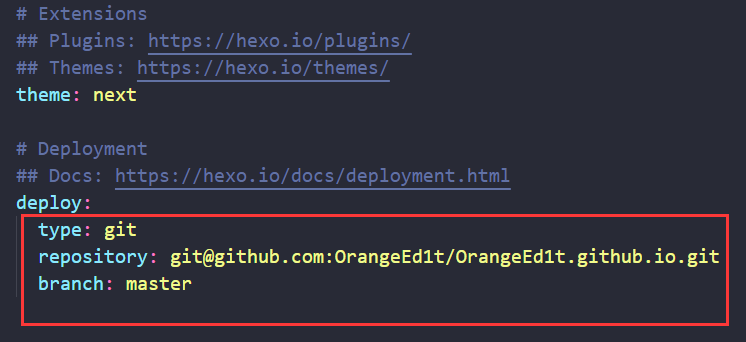 # Extensions
## Plugins: https://hexo.io/plugins/
## Themes: https://hexo.io/themes/
theme: next
# Deployment
## Docs: https://hexo.io/docs/deployment.html
deploy:
type: git
repository: git@github.com:OrangeEd1t/OrangeEd1t.github.io.git
branch: master